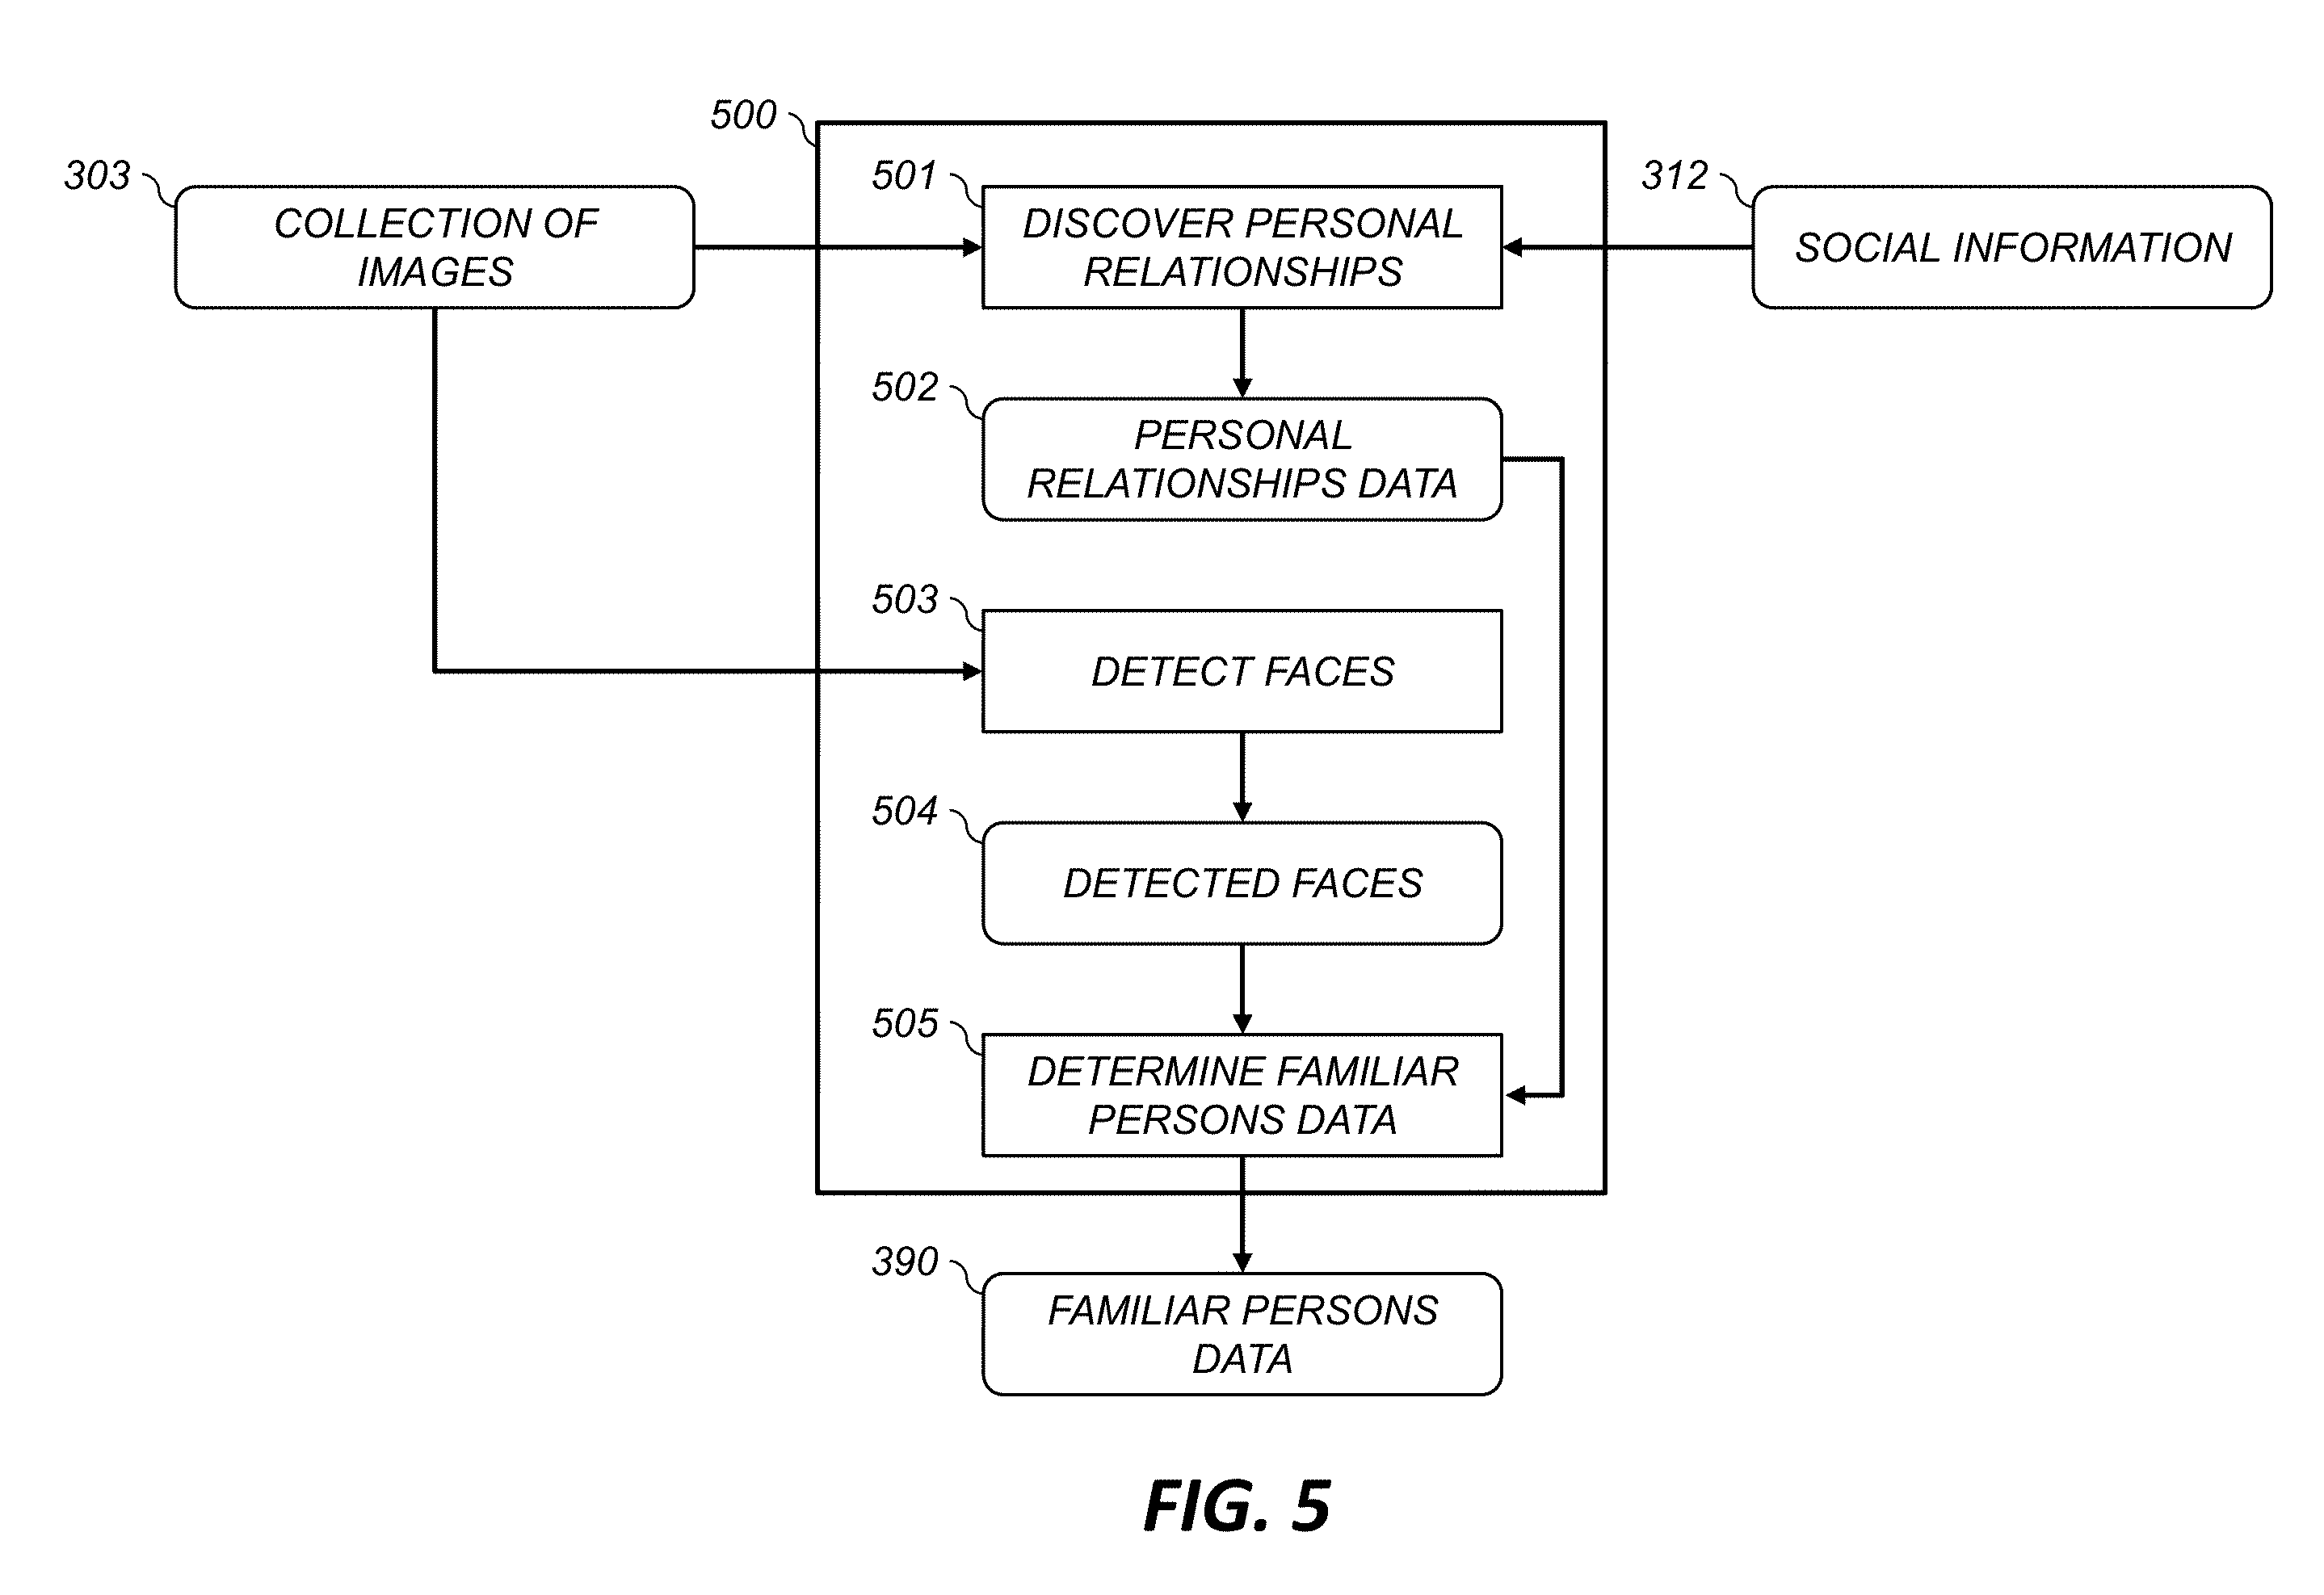 500
303
COLLECTION OF
IMAGES
501
DISCOVER PERSONAL
RELATIONSHIPS
312
SOCIAL INFORMATION
502
PERSONAL
RELATIONSHIPS DATA
503
DETECT FACES
504
DETECTED FACES
505
DETERMINE FAMILIAR
PERSONS DATA
390
FAMILIAR PERSONS
DATA
FIG. 5